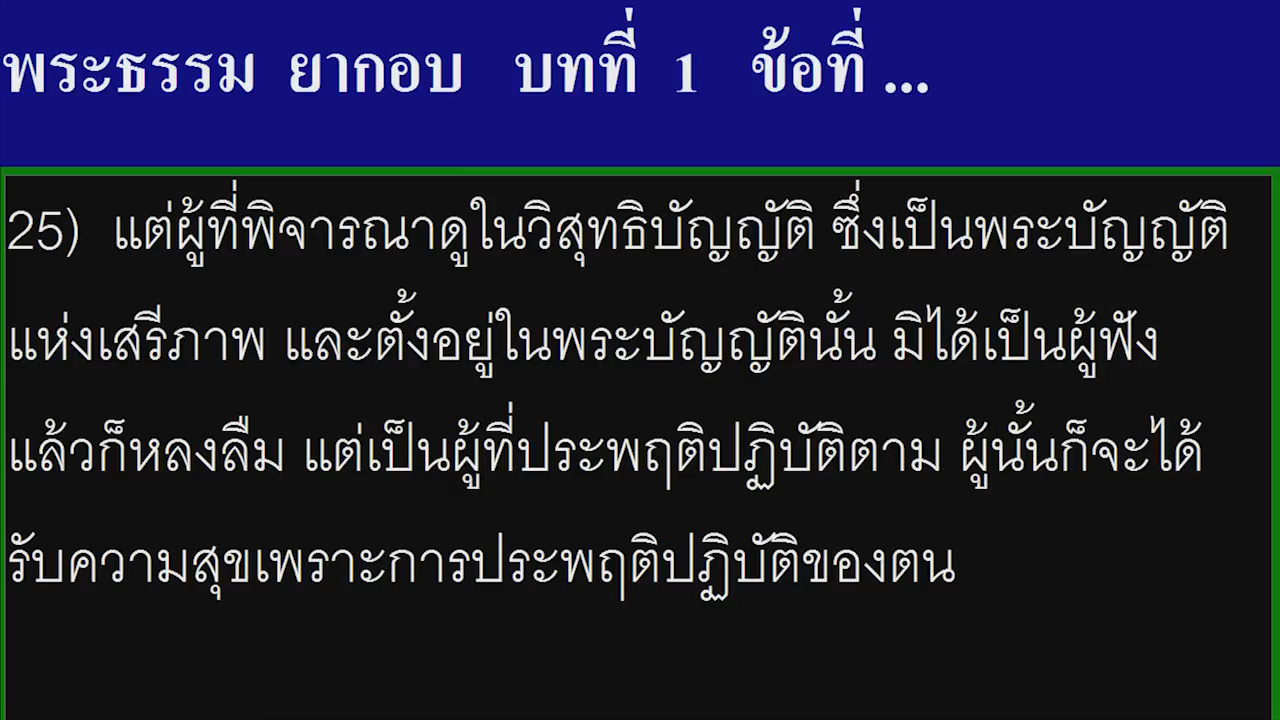 พระธรรม ยากอบ บทที่ 1 ข้อที่ ...
25) แต่ผู้ที่พิจารณาดูในวิสุทธิบัญญัติ ซึ่งเป็นพระบัญญัติ
แห่งเสรีภาพ และตั้งอยู่ในพระบัญญัตินั้น มิได้เป็นผู้ฟัง
แล้วก็หลงลืม แต่เป็นผู้ที่ประพฤติปฏิบัติตาม ผู้นั้นก็จะได้
รับความสุขเพราะการประพฤติปฏิบัติของตน